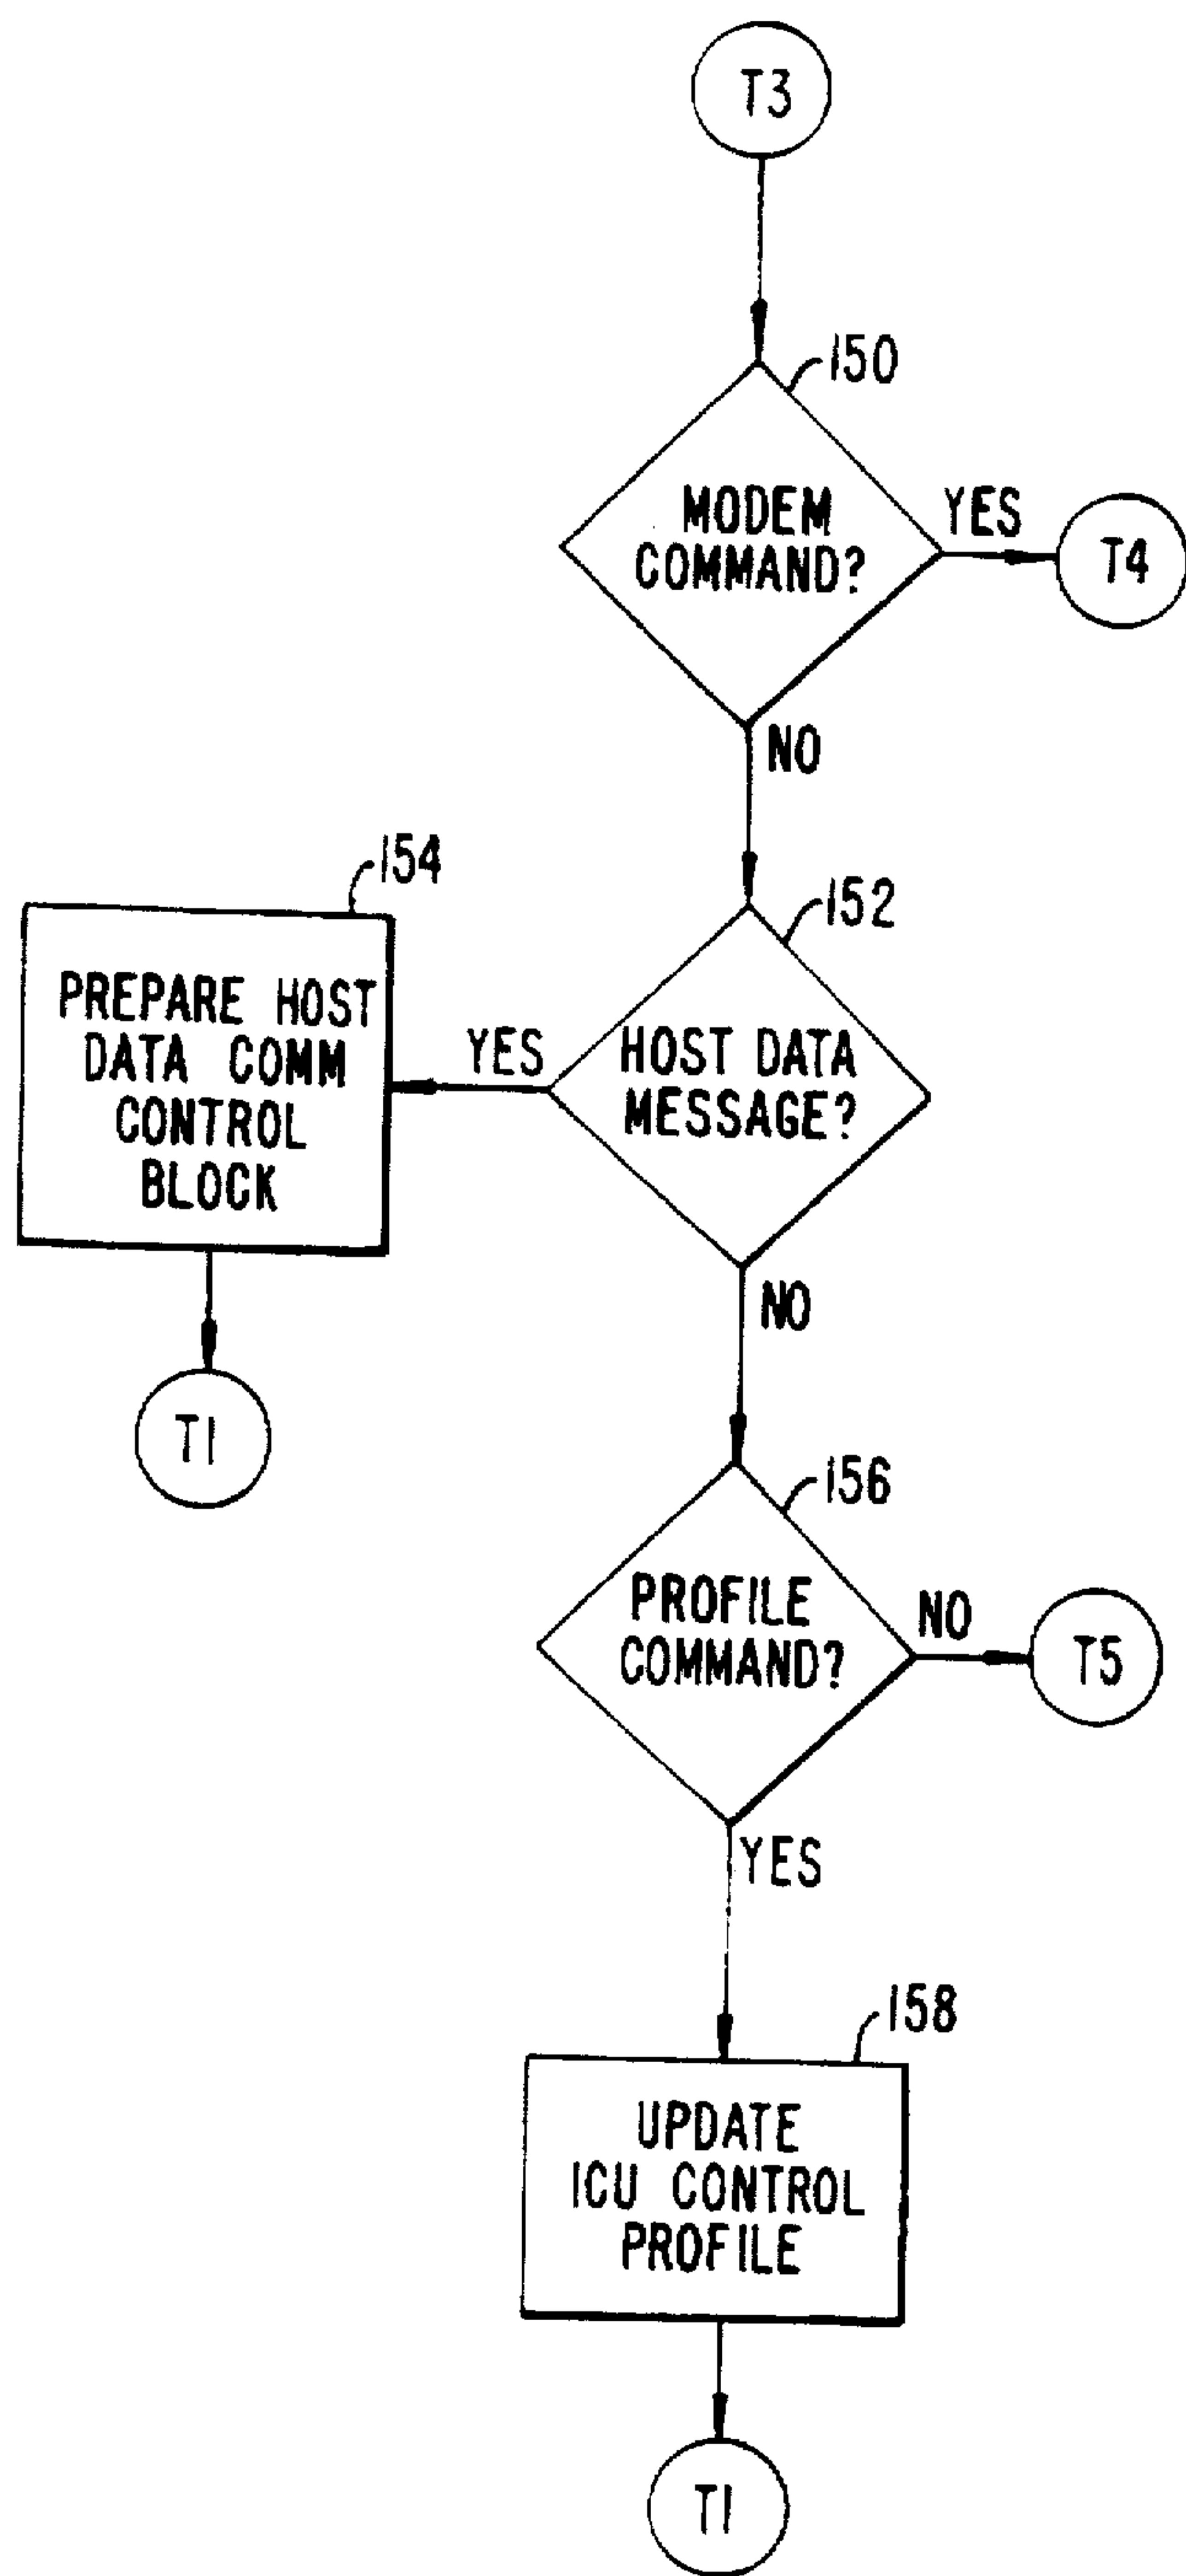 T3
150
MODEM
COMMAND?
YES
T4
NO
154
152
PREPARE HOST
DATA COMM
CONTROL
BLOCK
YES
HOST DATA
MESSAGE?
NO
T1
156
PROFILE
COMMAND?
NO
T5
YES
158
UPDATE
ICU CONTROL
PROFILE
T1